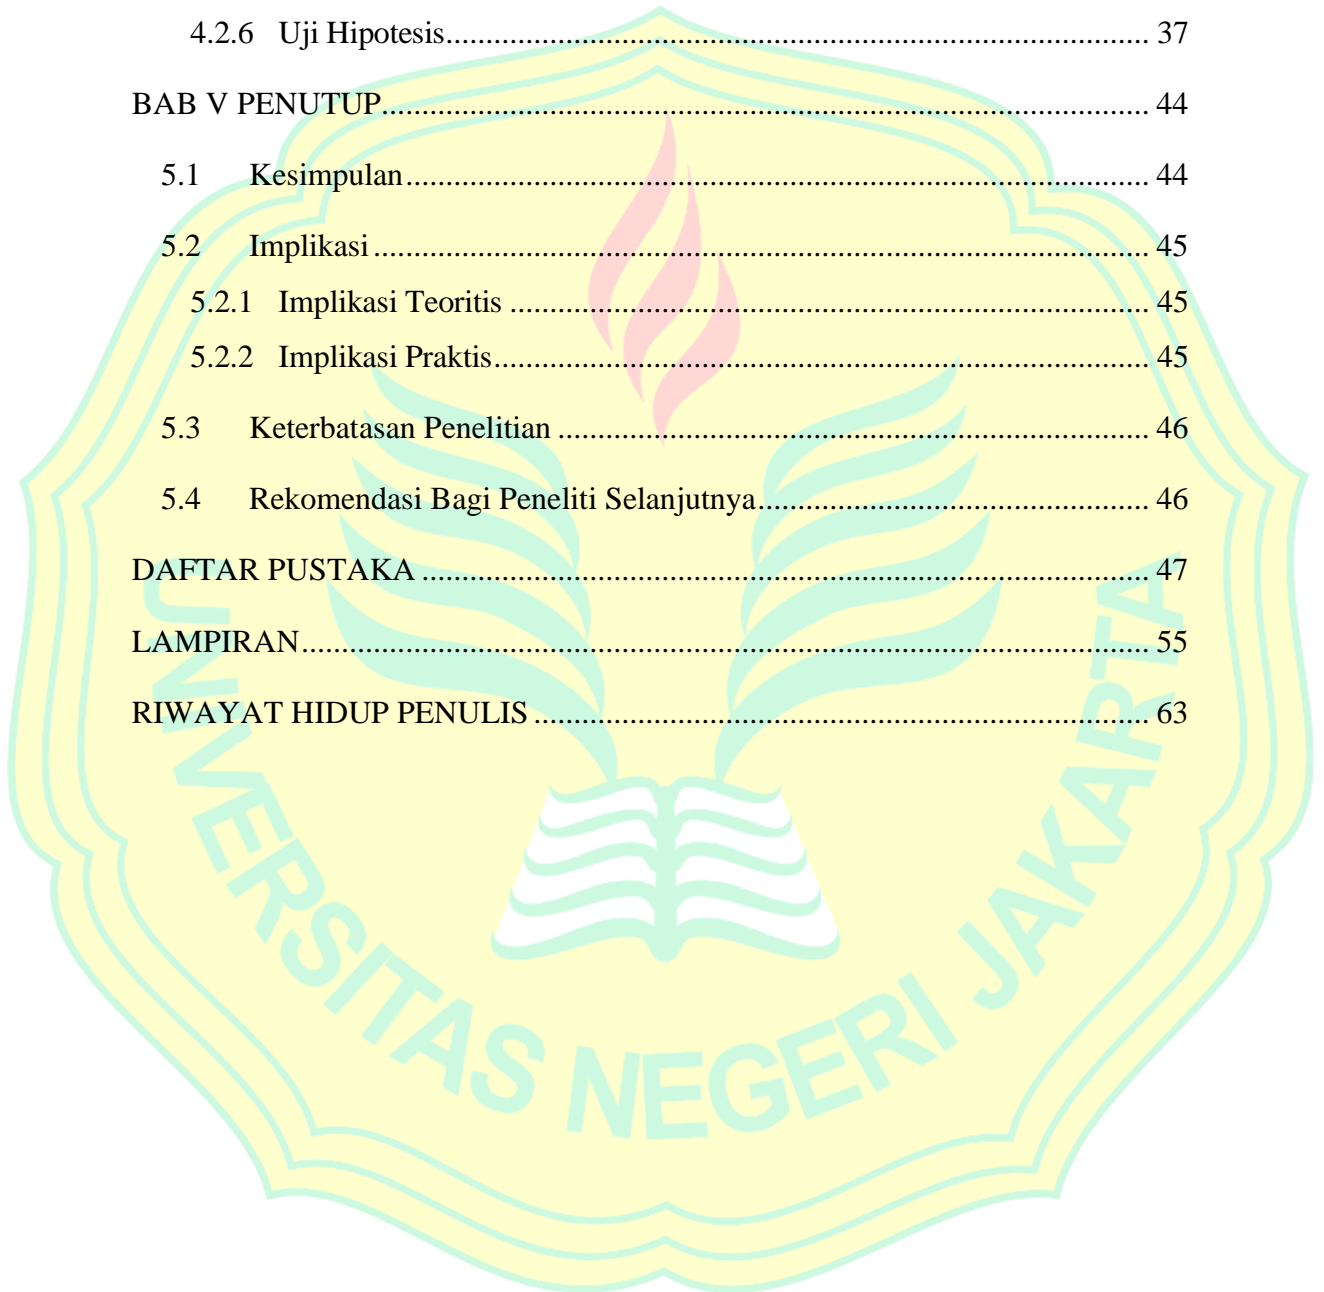 4.2.6 Uji Hipotesis........................................................................................ 37
BAB V PENUTUP................................................................................................ 44
5.1 Kesimpulan............................................................................................. 44
5.2 Implikasi ................................................................................................. 45
5.2.1 Implikasi Teoritis ................................................................................ 45
5.2.2 Implikasi Praktis.................................................................................. 45
5.3 Keterbatasan Penelitian .......................................................................... 46
5.4 Rekomendasi Bagi Peneliti Selanjutnya................................................. 46
DAFTAR PUSTAKA ........................................................................................... 47
LAMPIRAN.......................................................................................................... 55
RIWAYAT HIDUP PENULIS ............................................................................. 63
UNIVERSITAS NEGERI JAKARTA